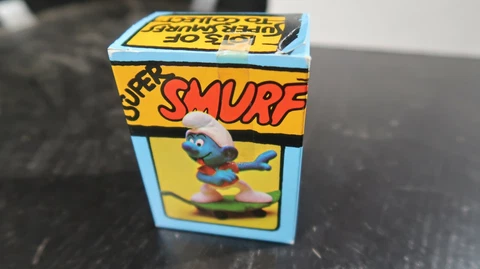 LOTS OF
SUPER SMURFS
TO COLLECT
SUPER
SMURF